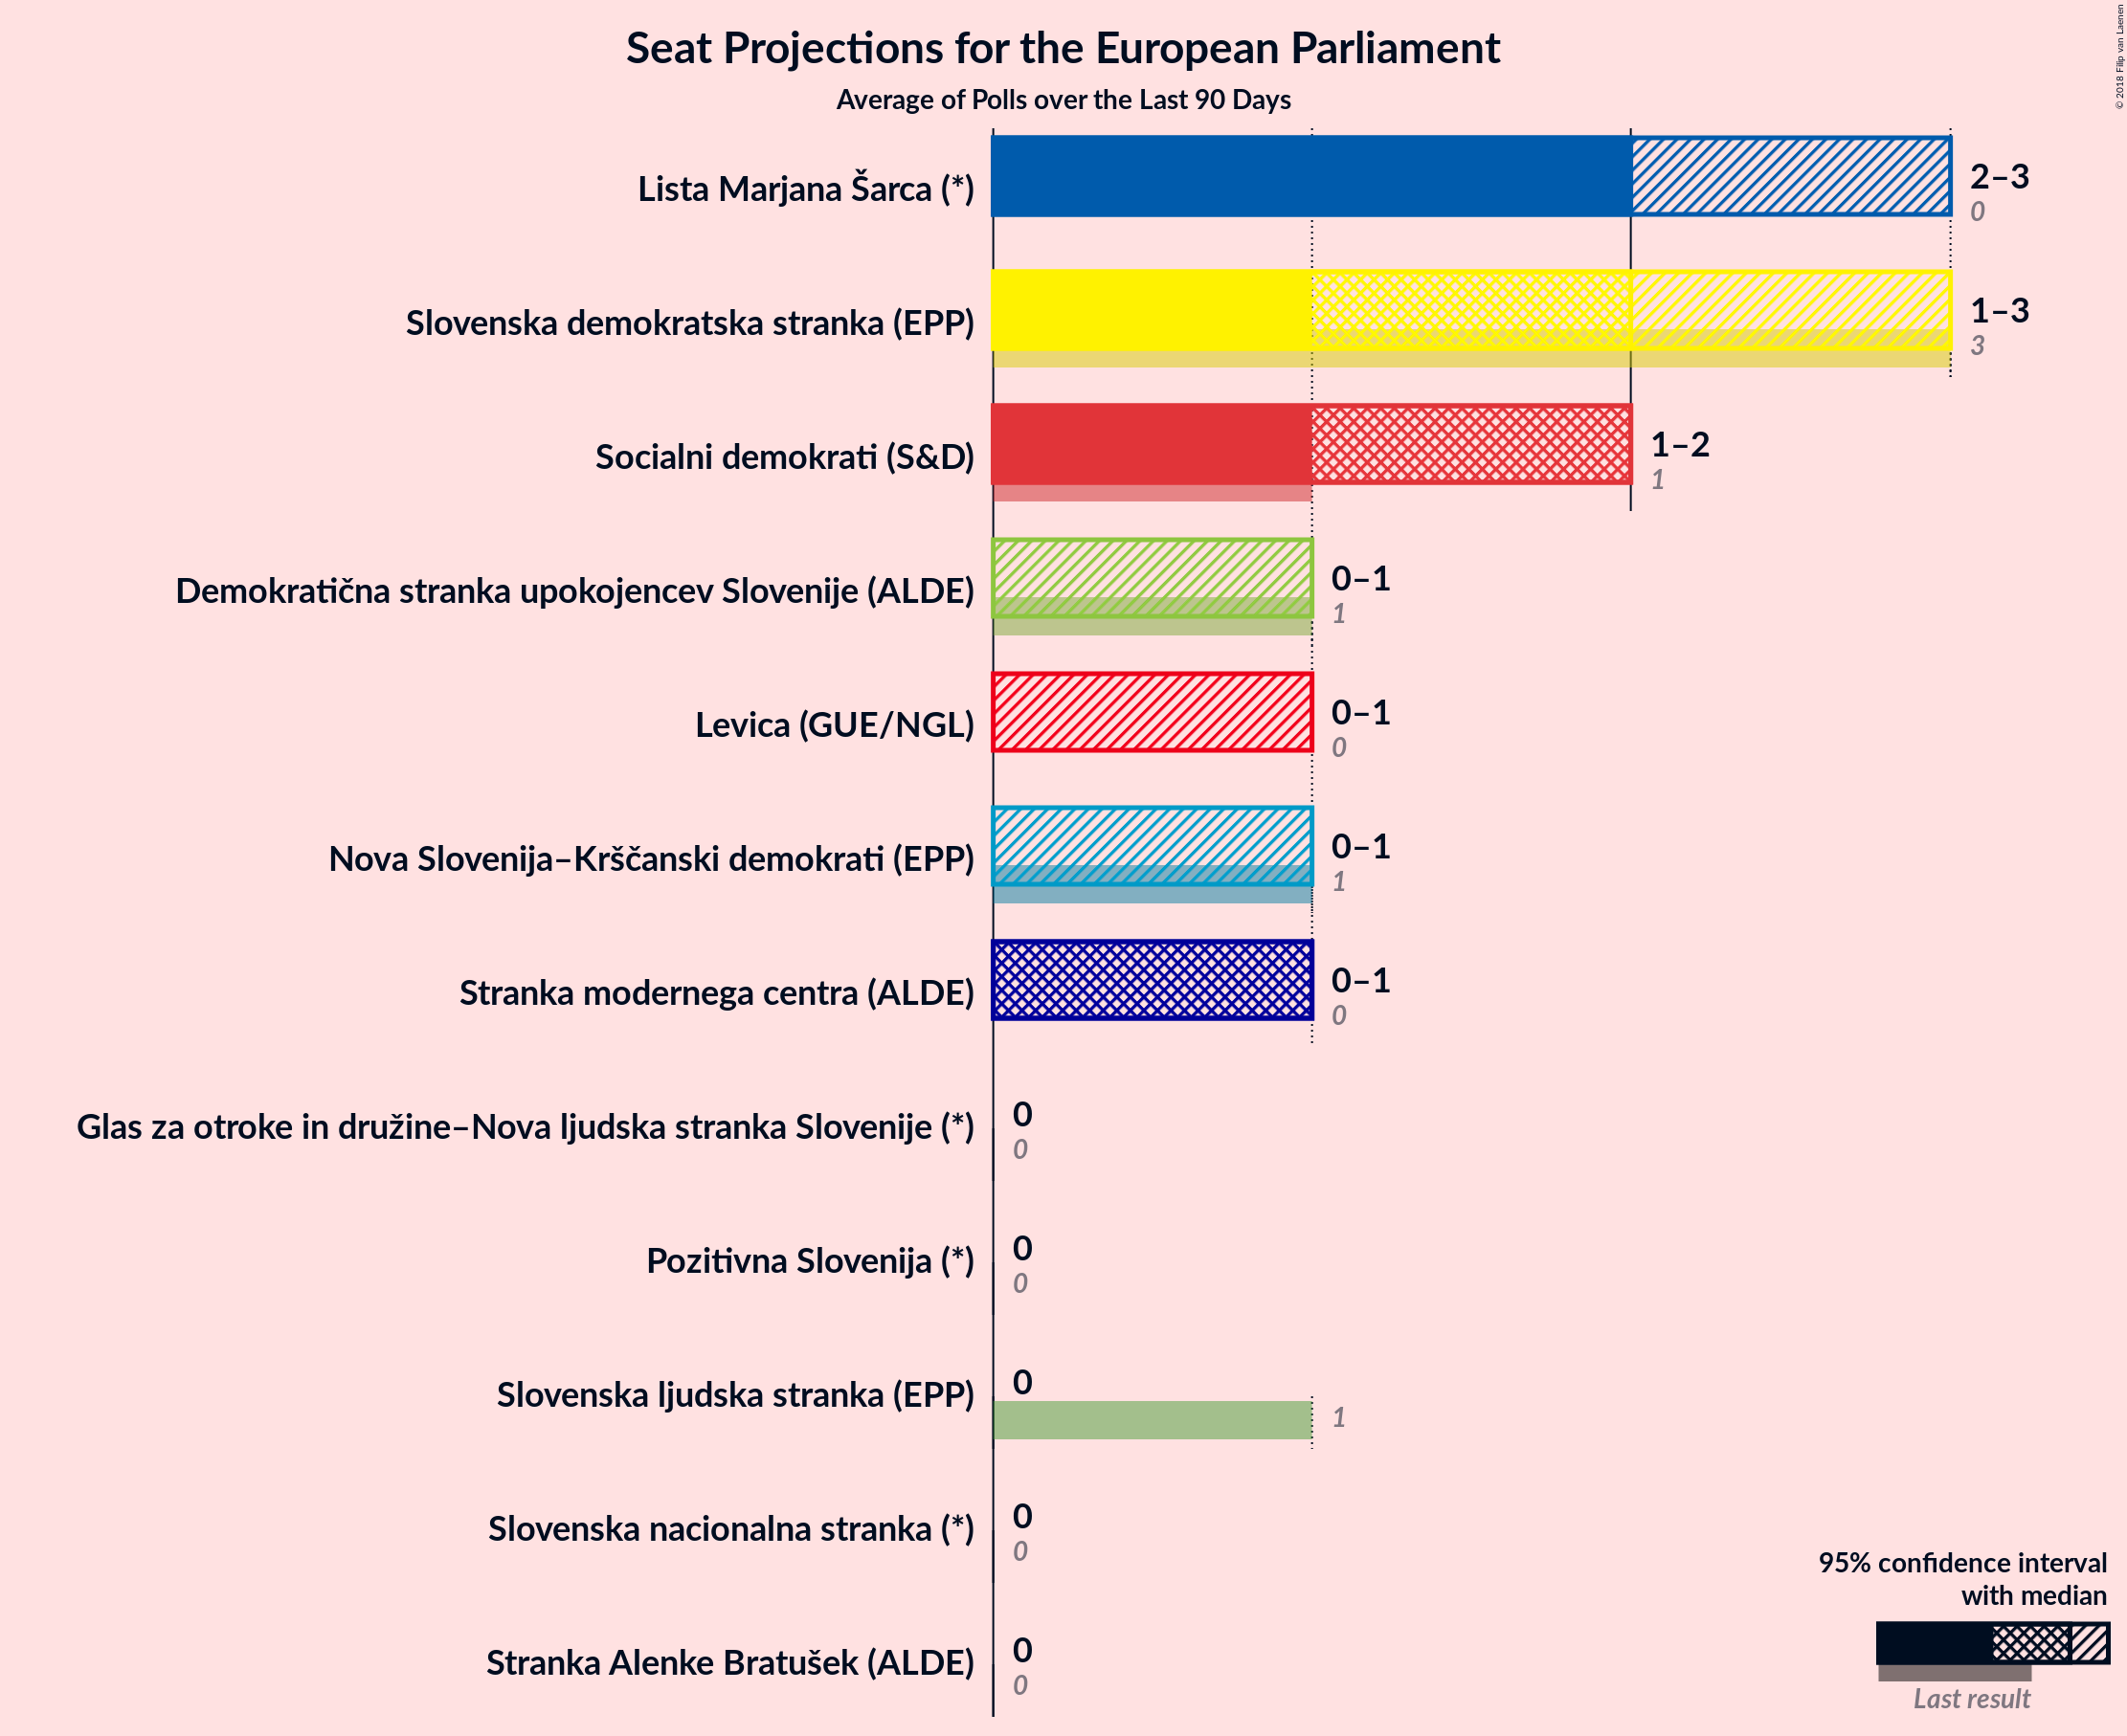 Seat Projections for the European Parliament
Average of Polls over the Last 90 Days
© 2018 Filip van Laenen
Lista Marjana Šarca (*)
2–3
0
Slovenska demokratska stranka (EPP)
1–3
3
Socialni demokrati (S&D)
1–2
1
Demokratična stranka upokojencev Slovenije (ALDE)
0–1
1
Levica (GUE/NGL)
0–1
0
Nova Slovenija–Krščanski demokrati (EPP)
0–1
1
Stranka modernega centra (ALDE)
0–1
0
Glas za otroke in družine–Nova ljudska stranka Slovenije (*)
0
0
Pozitivna Slovenija (*)
0
0
Slovenska ljudska stranka (EPP)
0
1
Slovenska nacionalna stranka (*)
0
0
Stranka Alenke Bratušek (ALDE)
0
0
95% confidence interval
with median
Last result